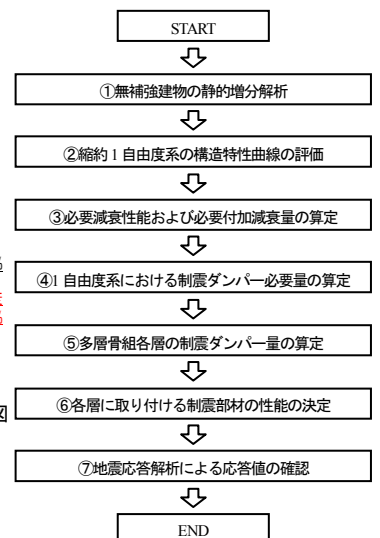 START
①無補強建物の静的増分解析
②縮約 1 自由度系の構造特性曲線の評価
③必要減衰性能および必要付加減衰量の算定
④1 自由度系における制震ダンパー必要量の算定
⑤多層骨組各層の制震ダンパー量の算定
⑥各層に取り付ける制震部材の性能の決定
図
⑦地震応答解析による応答値の確認
END